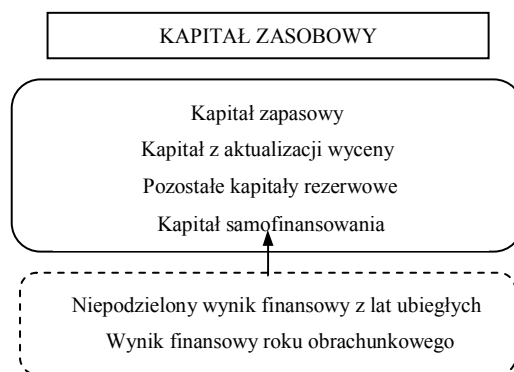 KAPITAŁ ZASOBOWY
Kapitał zapasowy
Kapitał z aktualizacji wyceny
Pozostałe kapitały rezerwowe
Kapitał samofinansowania
Niepodzielony wynik finansowy z lat ubiegłych
Wynik finansowy roku obrachunkowego